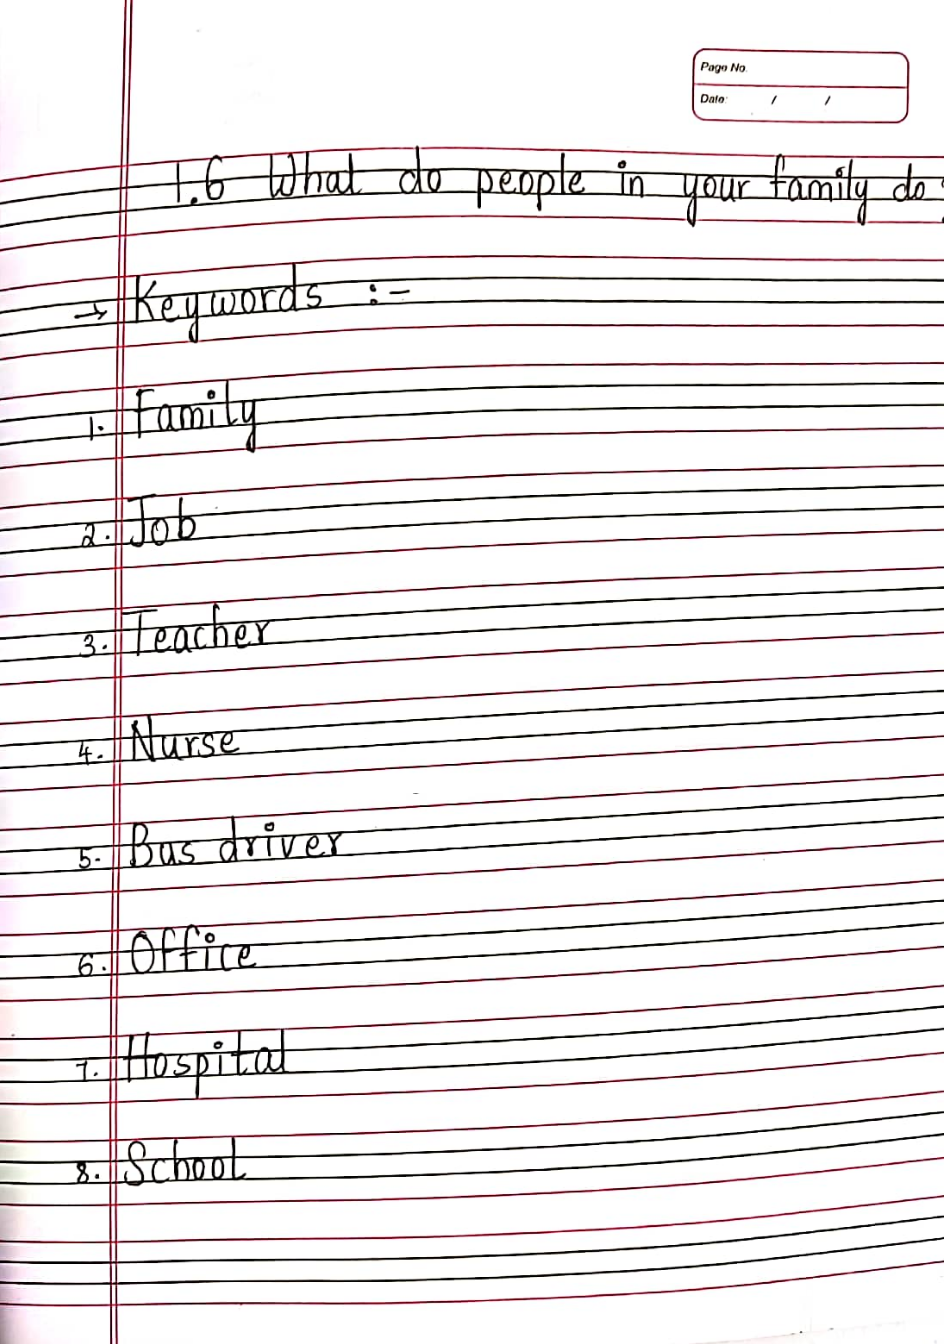 Page No.
Date: / /
1.6 What do people in your family do
→ Keywords :-
1. Family
2. Job
3. Teacher
4. Nurse
5. Bus driver
6. Office
7. Hospital
8. School